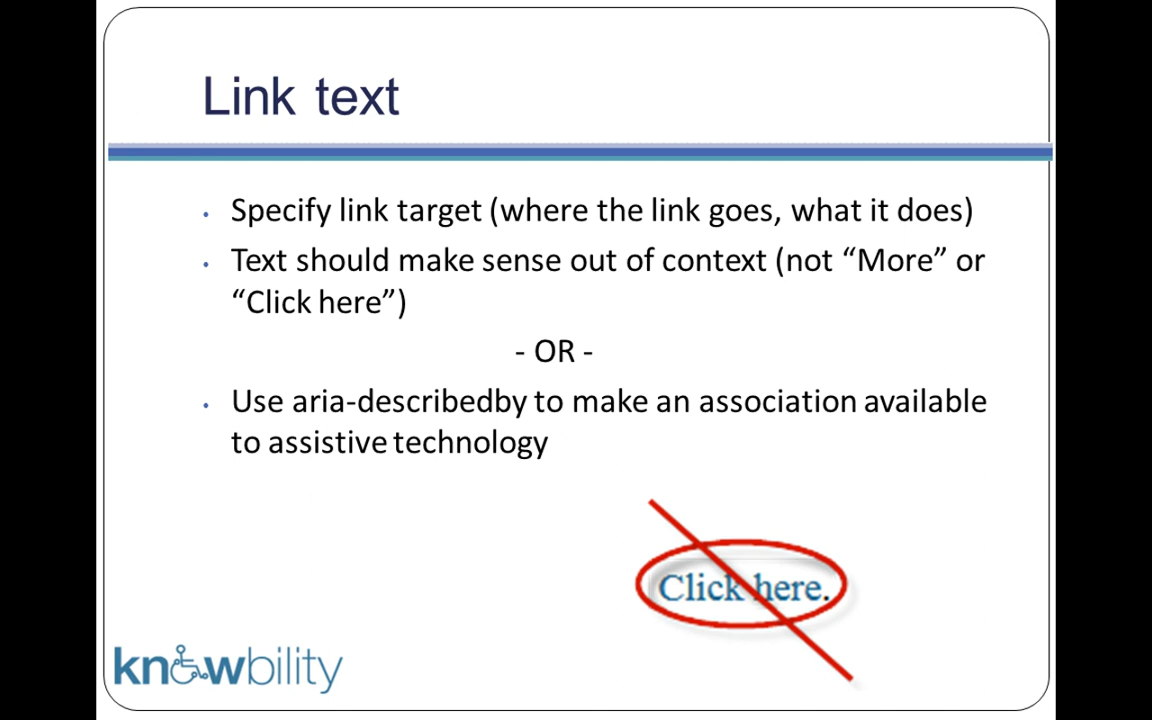 Link text
• Specify link target (where the link goes, what it does)
• Text should make sense out of context (not “More” or
“Click here”)
- OR -
• Use aria-describedby to make an association available
to assistive technology
Click here.
knowbility